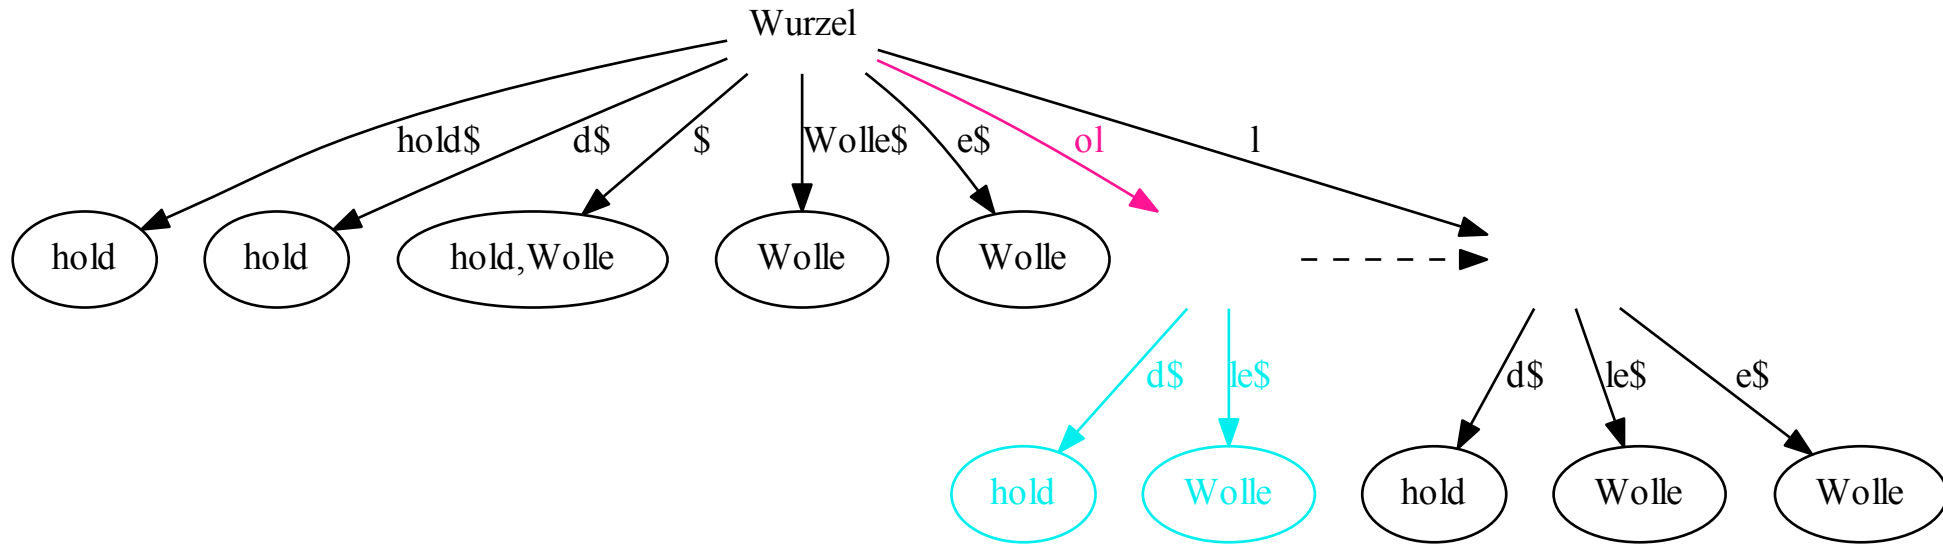 Wurzel
hold$ d$ $ Wolle$ e$ ol l
hold hold hold,Wolle Wolle Wolle
d$ le$ d$ le$ e$
hold Wolle hold Wolle Wolle